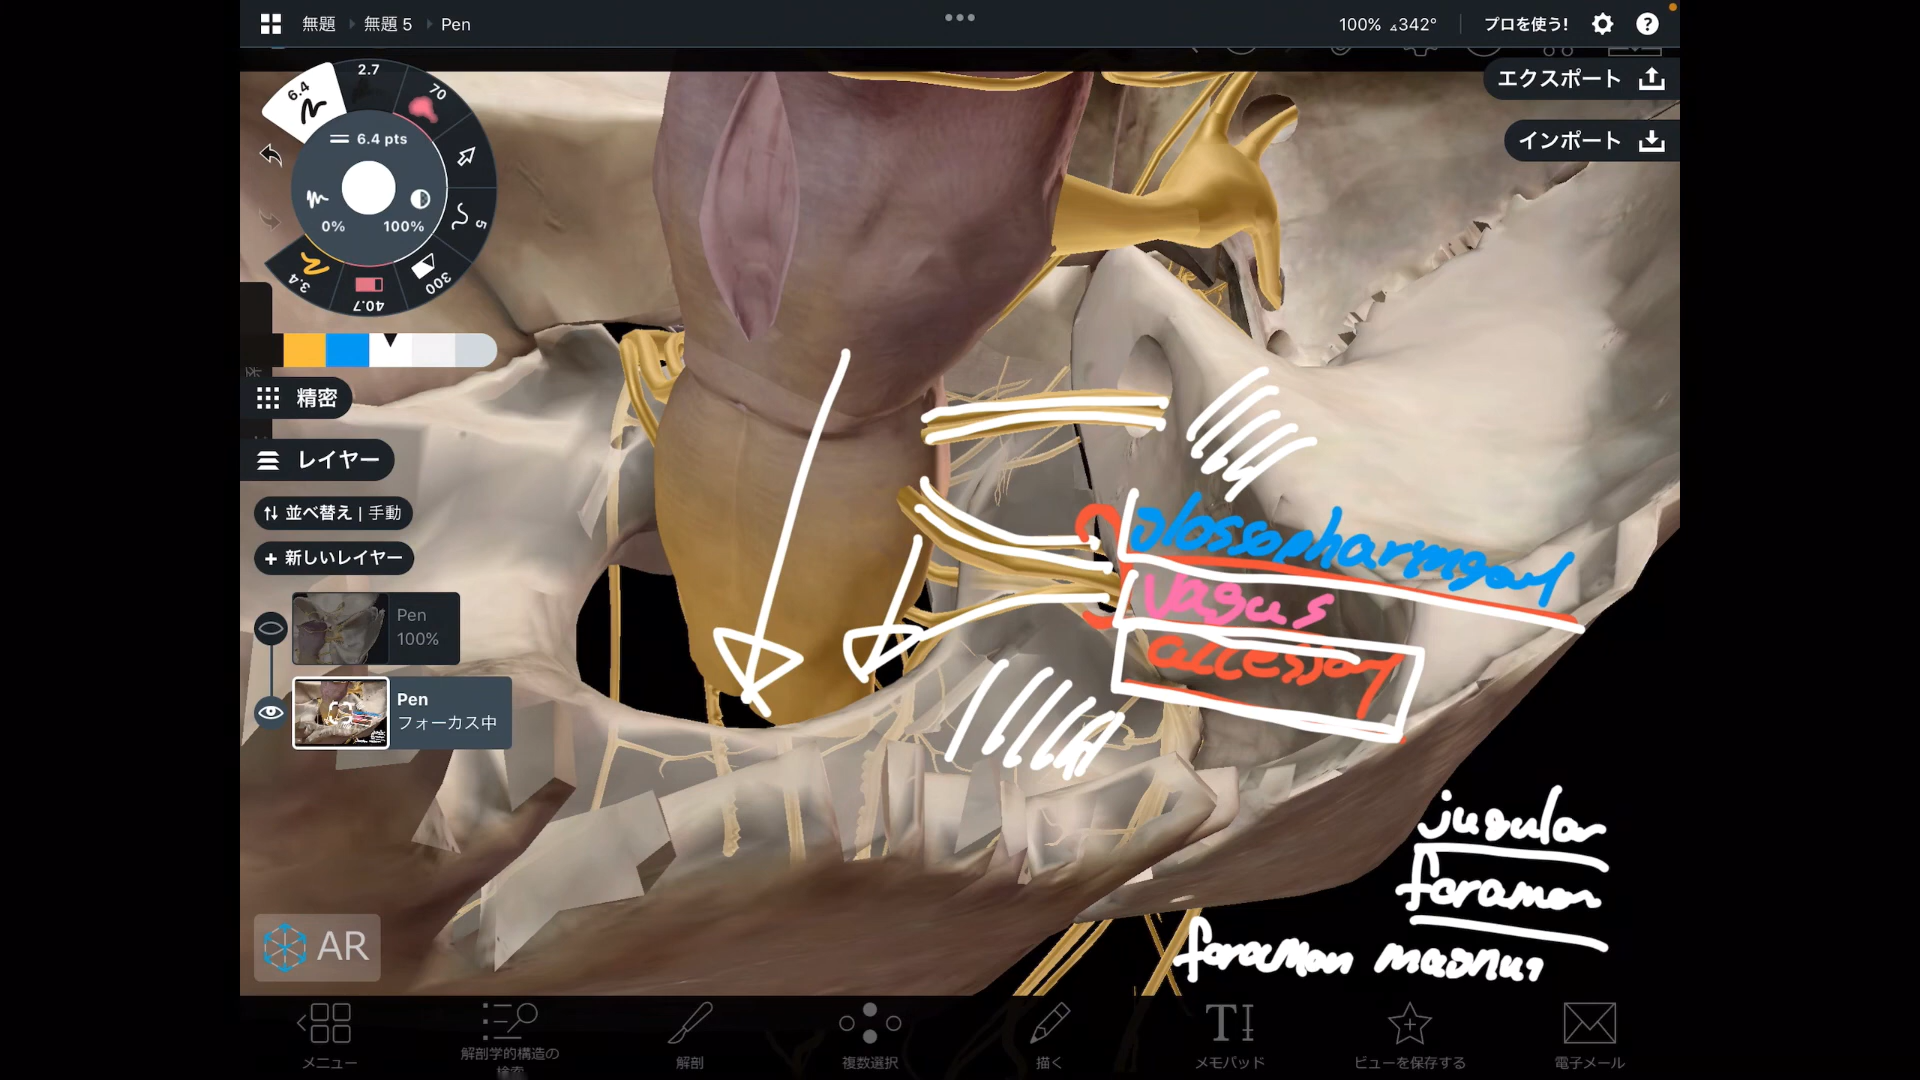 無題 無題 5 Pen
100% 342° プロを使う!
エクスポート
インポート
6.4
2.7
70
6.4 pts
5
0% 100%
3.4
40.7
300
精密
レイヤー
並べ替え | 手動
+ 新しいレイヤー
Pen
100%
Pen
フォーカス中
glossopharyngeal
vagus
accessory
jugular
foramen
foramen magnum
AR
メニュー
解剖学的構造の
検索
解剖
複数選択
描く
メモパッド
ビューを保存する
電子メール